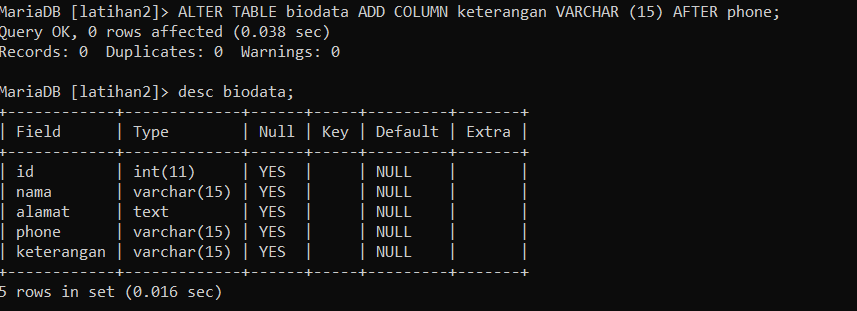 MariaDB [latihan2]> ALTER TABLE biodata ADD COLUMN keterangan VARCHAR (15) AFTER phone;
Query OK, 0 rows affected (0.038 sec)
Records: 0  Duplicates: 0  Warnings: 0

MariaDB [latihan2]> desc biodata;
+------------+-------------+------+-----+---------+-------+
| Field      | Type        | Null | Key | Default | Extra |
+------------+-------------+------+-----+---------+-------+
| id         | int(11)     | YES  |     | NULL    |       |
| nama       | varchar(15) | YES  |     | NULL    |       |
| alamat     | text        | YES  |     | NULL    |       |
| phone      | varchar(15) | YES  |     | NULL    |       |
| keterangan | varchar(15) | YES  |     | NULL    |       |
+------------+-------------+------+-----+---------+-------+
5 rows in set (0.016 sec)